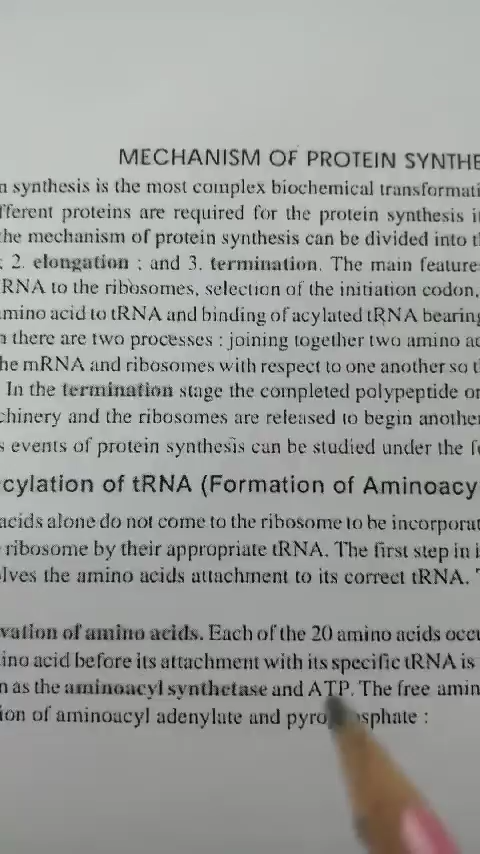 MECHANISM OF PROTEIN SYNTHE
n synthesis is the most complex biochemical transformati
fferent proteins are required for the protein synthesis i
the mechanism of protein synthesis can be divided into t
; 2. elongation ; and 3. termination. The main feature
RNA to the ribosomes, selection of the initiation codon,
mino acid to tRNA and binding of acylated tRNA bearing
n there are two processes : joining together two amino ac
he mRNA and ribosomes with respect to one another so t
. In the termination stage the completed polypeptide or
chinery and the ribosomes are released to begin another
s events of protein synthesis can be studied under the fo
cylation of tRNA (Formation of Aminoacy
acids alone do not come to the ribosome to be incorporat
ribosome by their appropriate tRNA. The first step in i
lves the amino acids attachment to its correct tRNA. T
vation of amino acids. Each of the 20 amino acids occu
ino acid before its attachment with its specific tRNA is
n as the aminoacyl synthetase and ATP. The free amin
ion of aminoacyl adenylate and pyro sphate :